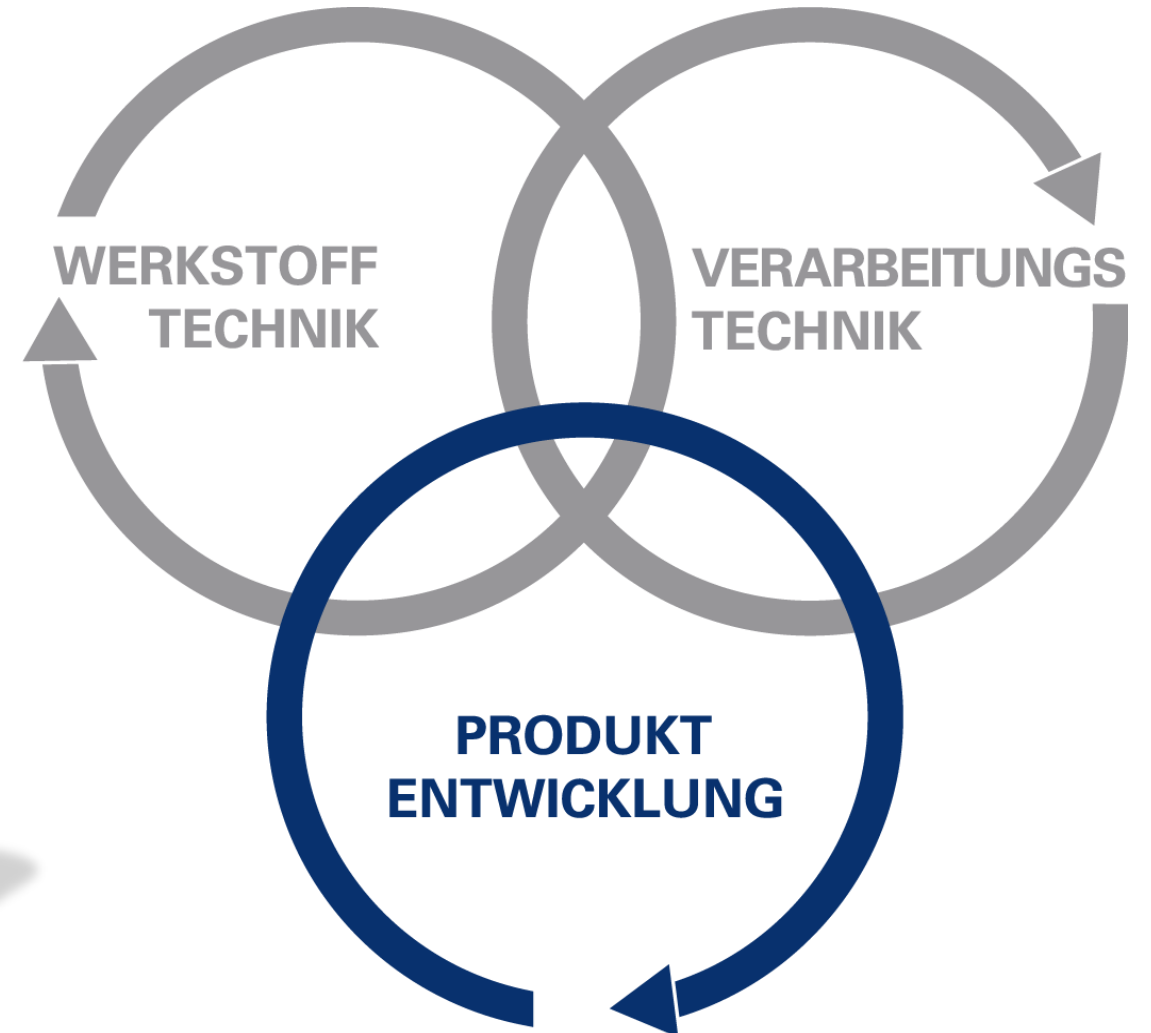 WERKSTOFF
TECHNIK
VERARBEITUNGS
TECHNIK
PRODUKT
ENTWICKLUNG